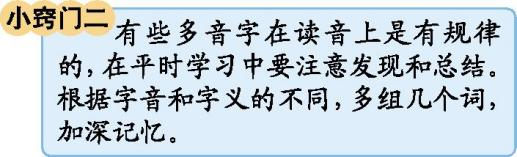 小窍门二
有些多音字在读音上是有规律
的，在平时学习中要注意发现和总结。
根据字音和字义的不同，多组几个词，
加深记忆。